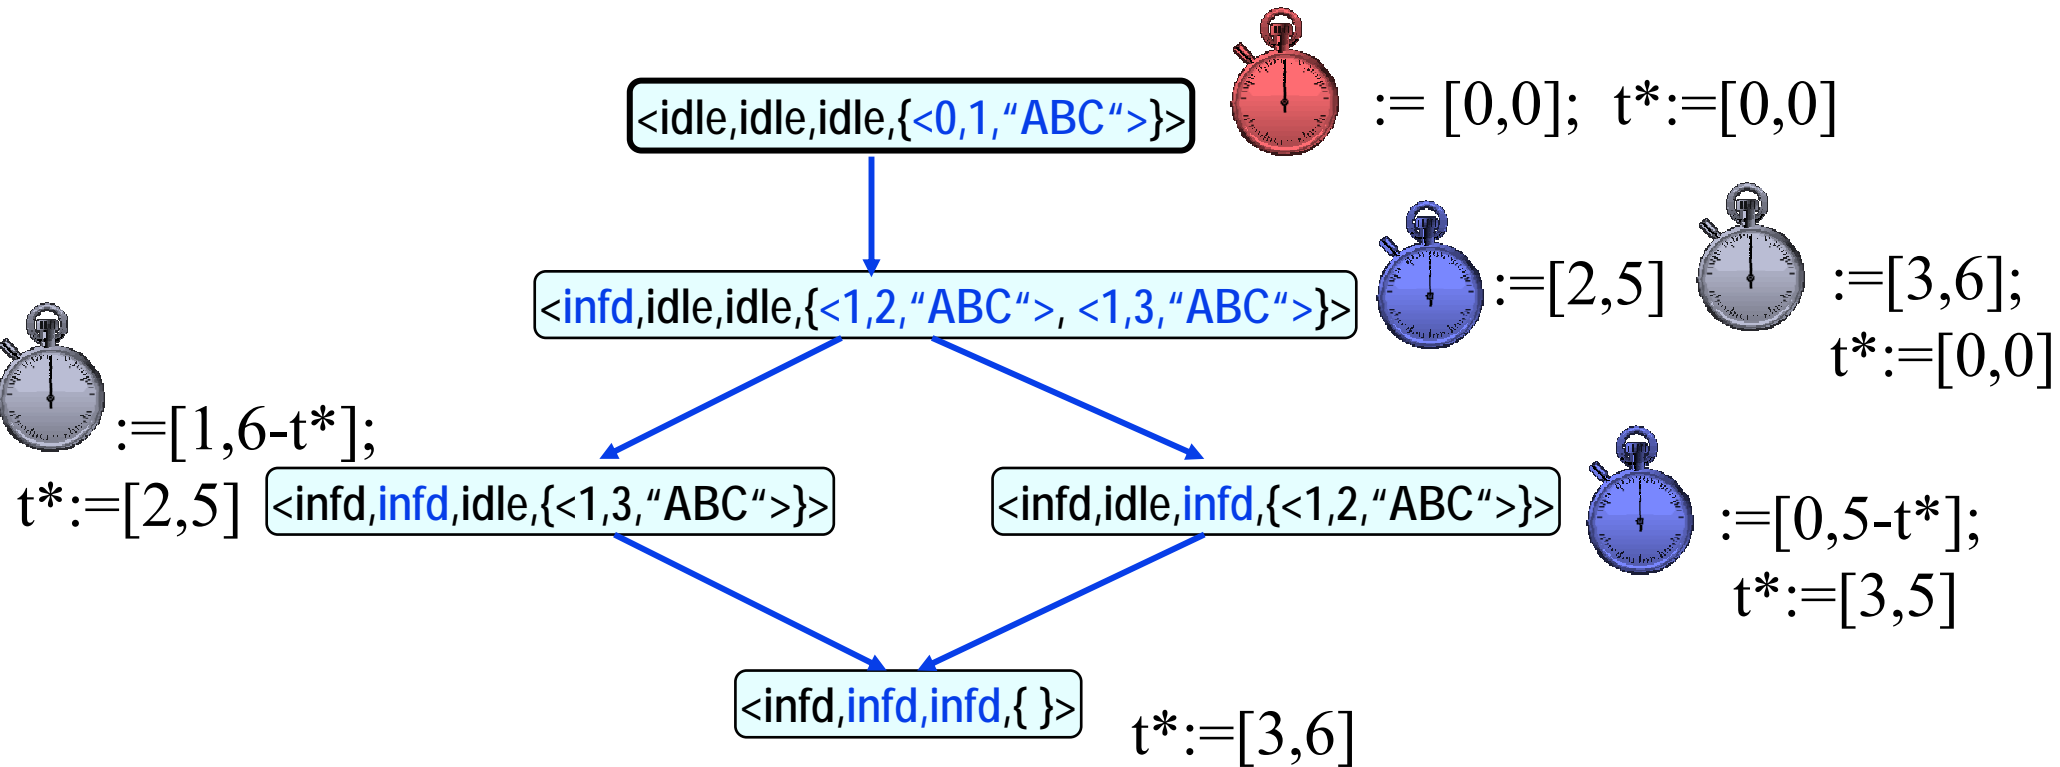 <idle,idle,idle,{<0,1,“ABC“>}> := [0,0]; t*:=[0,0]
<infd,idle,idle,{<1,2,“ABC“>, <1,3,“ABC“>}> :=[2,5] :=[3,6];
t*:=[0,0]
:=[1,6-t*];
t*:=[2,5] <infd,infd,idle,{<1,3,“ABC“>}>
<infd,idle,infd,{<1,2,“ABC“>}> :=[0,5-t*];
t*:=[3,5]
<infd,infd,infd,{ }> t*:=[3,6]